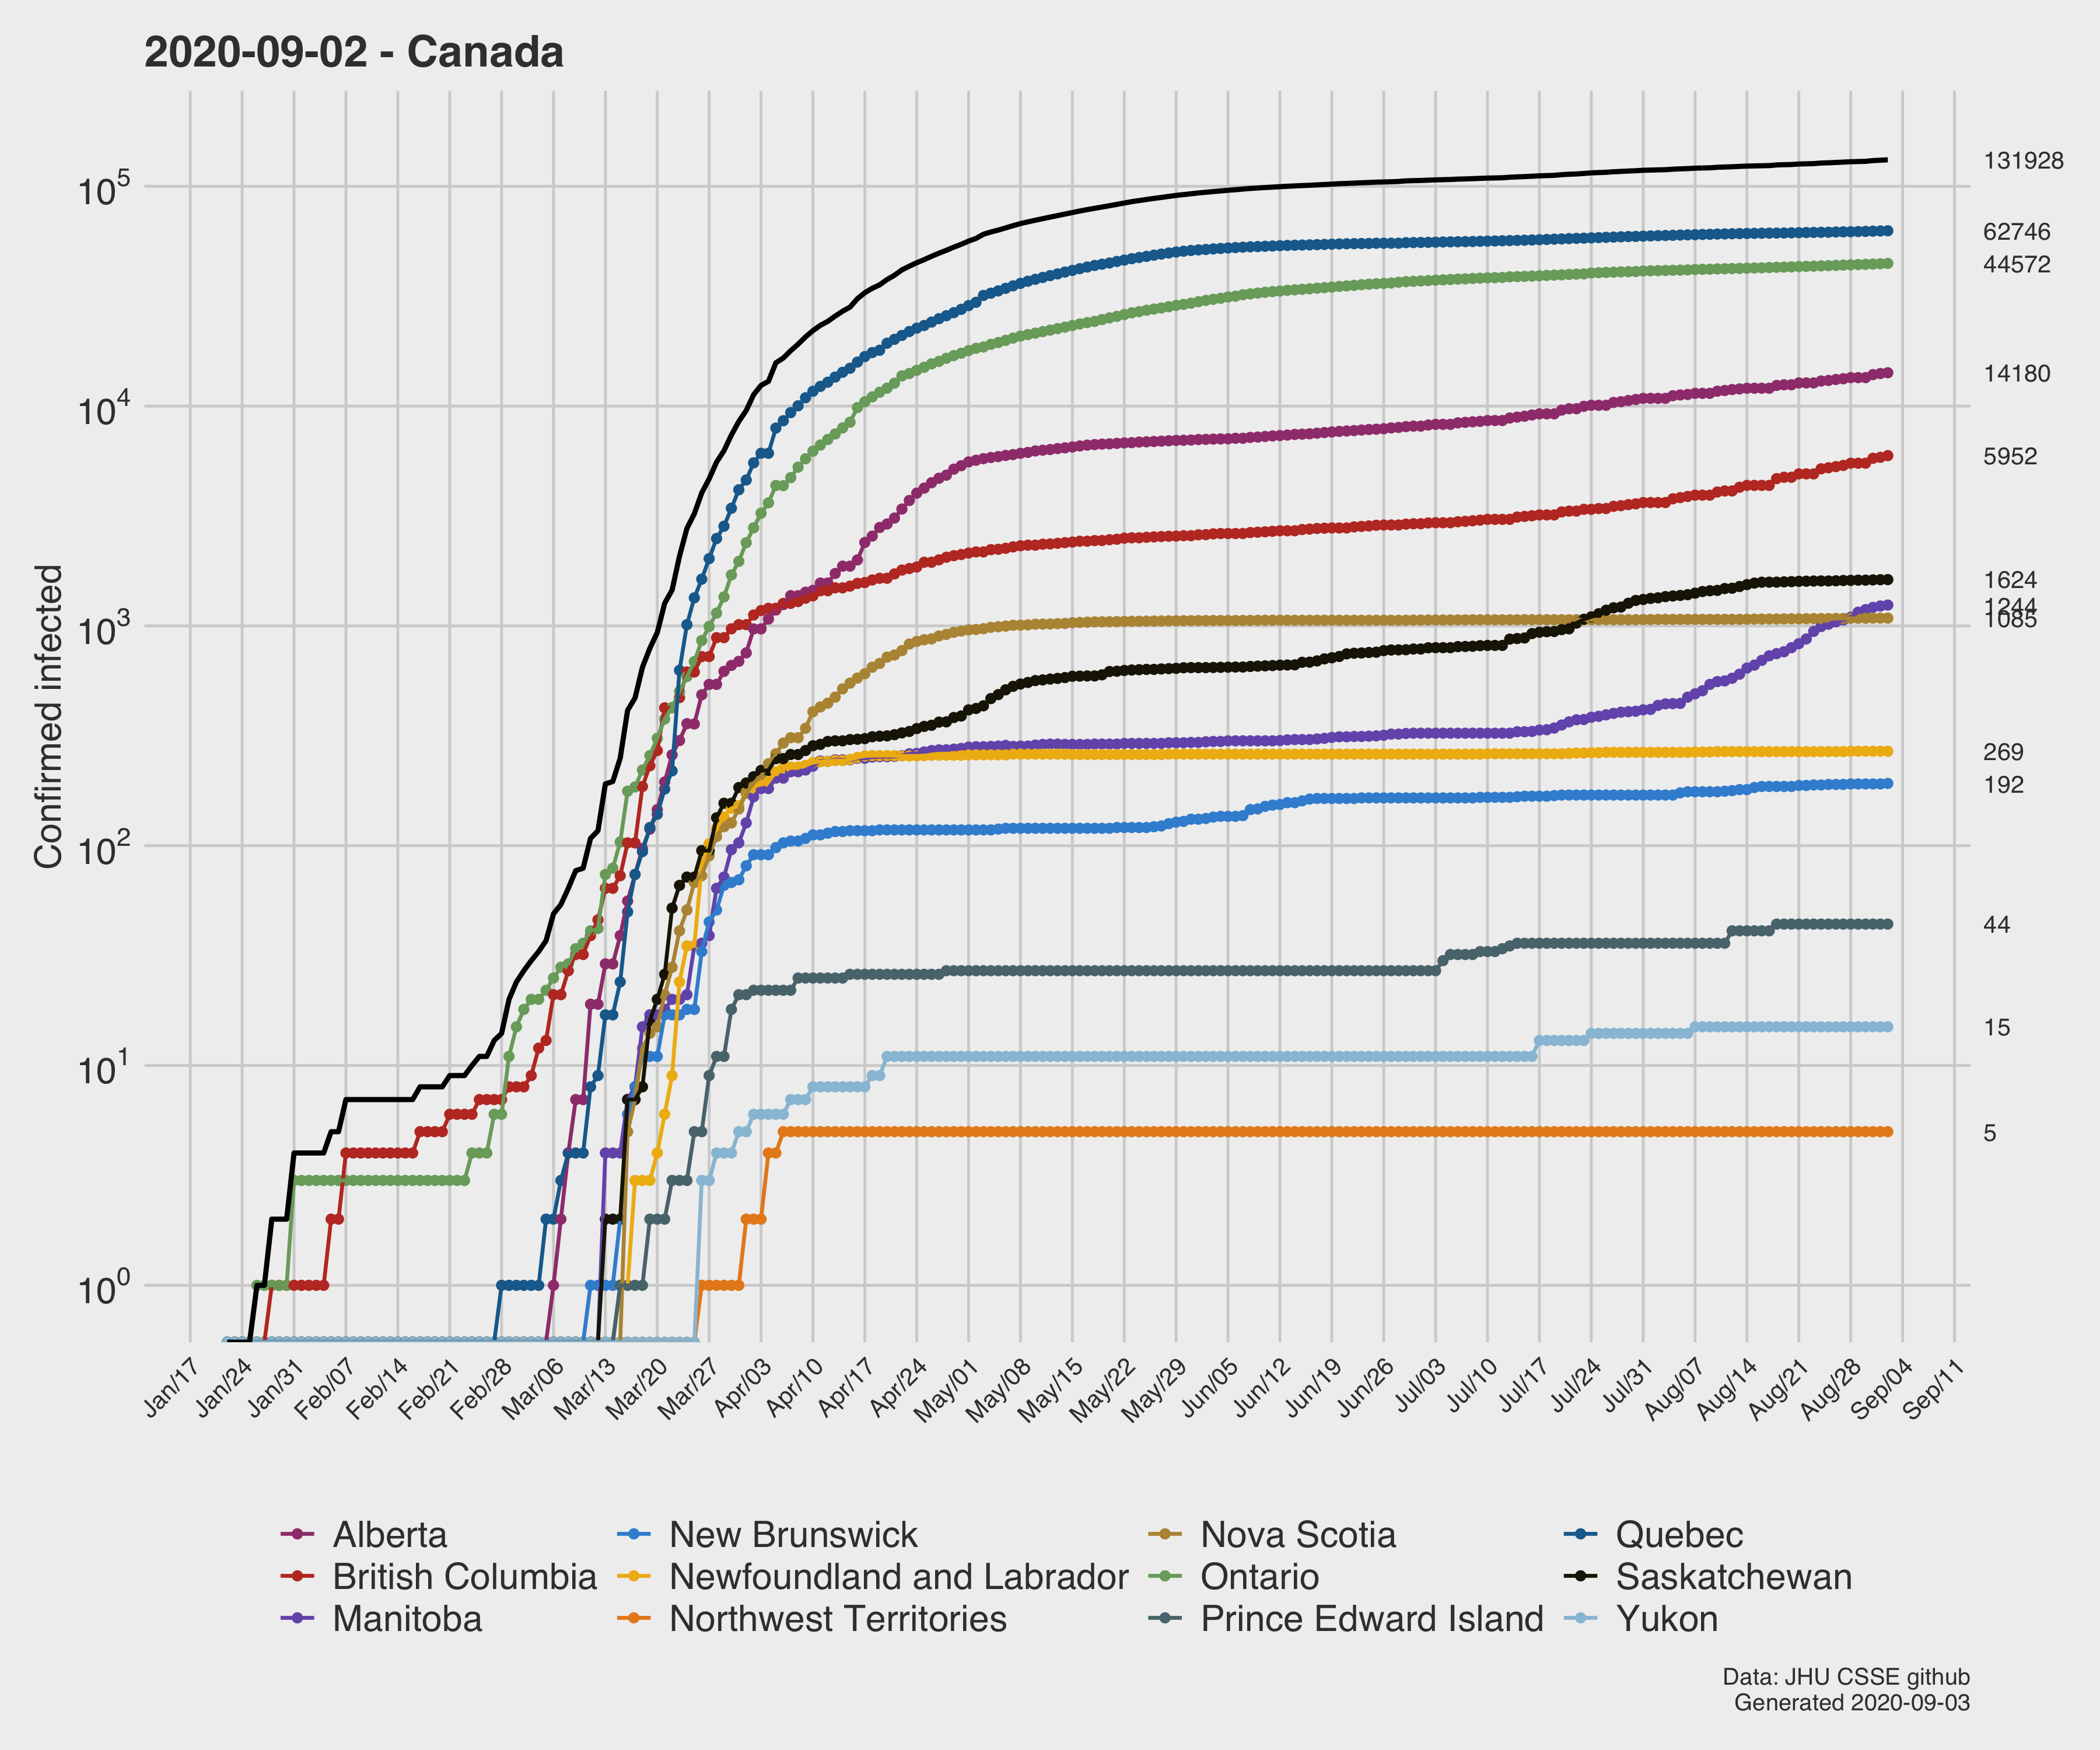 2020-09-02 - Canada
Confirmed infected
10^5
10^4
10^3
10^2
10^1
10^0
131928
62746
44572
14180
5952
1624
1244
1085
269
192
44
15
5
Jan/17
Jan/24
Jan/31
Feb/07
Feb/14
Feb/21
Feb/28
Mar/06
Mar/13
Mar/20
Mar/27
Apr/03
Apr/10
Apr/17
Apr/24
May/01
May/08
May/15
May/22
May/29
Jun/05
Jun/12
Jun/19
Jun/26
Jul/03
Jul/10
Jul/17
Jul/24
Jul/31
Aug/07
Aug/14
Aug/21
Aug/28
Sep/04
Sep/11
Alberta
New Brunswick
Nova Scotia
Quebec
British Columbia
Newfoundland and Labrador
Ontario
Saskatchewan
Manitoba
Northwest Territories
Prince Edward Island
Yukon
Data: JHU CSSE github
Generated 2020-09-03